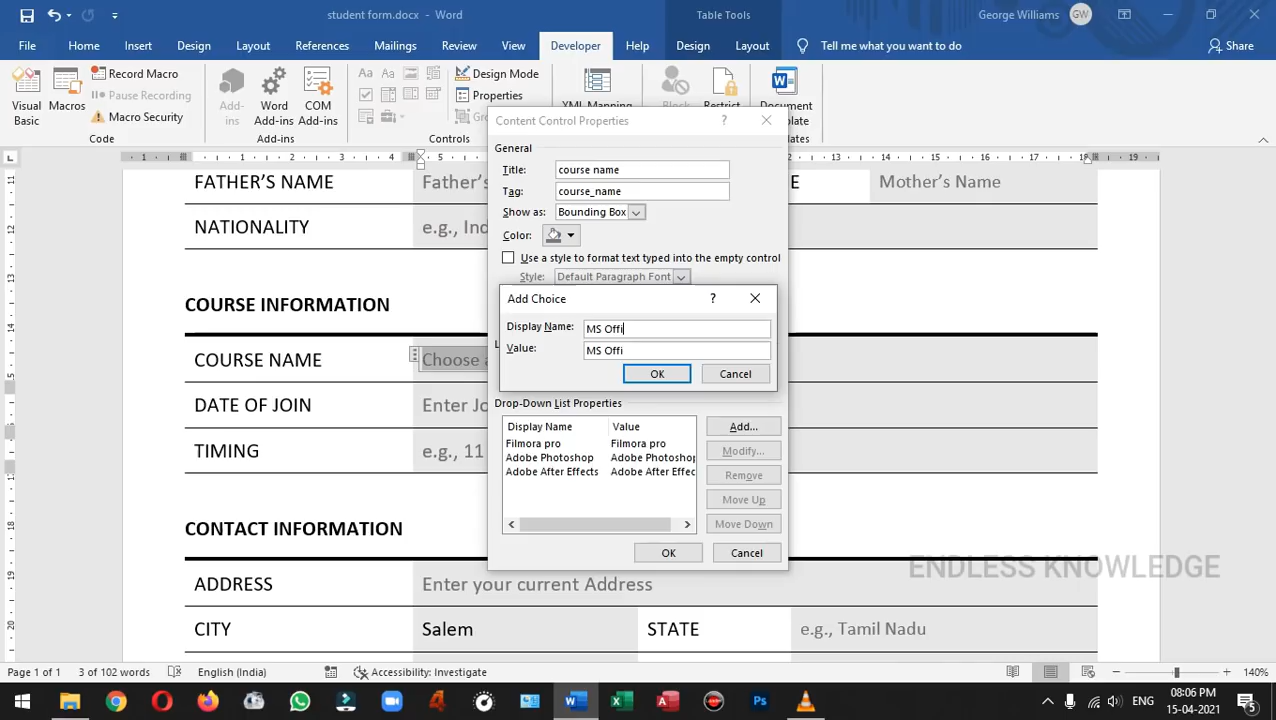 student form.docx - Word
Table Tools
George Williams
GW
File
Home
Insert
Design
Layout
References
Mailings
Review
View
Developer
Help
Design
Layout
Tell me what you want to do
Share
Visual Basic
Macros
Record Macro
Pause Recording
Macro Security
Code
Add-ins
Word Add-ins
COM Add-ins
Add-ins
Aa
Aa
Design Mode
Properties
Controls
XML Mapping
Block
Restrict
Document
Content Control Properties
General
Title:
course name
Tag:
course_name
Show as:
Bounding Box
Color:
Use a style to format text typed into the empty control
Style:
Default Paragraph Font
Add Choice
Display Name:
MS Offi
Value:
MS Offi
OK
Cancel
Drop-Down List Properties
Display Name
Value
Filmora pro
Filmora pro
Adobe Photoshop
Adobe Photoshop
Adobe After Effects
Adobe After Effec
Add...
Modify...
Remove
Move Up
Move Down
OK
Cancel
FATHER'S NAME
Father's
E
Mother's Name
NATIONALITY
e.g., Ind
COURSE INFORMATION
COURSE NAME
Choose a
DATE OF JOIN
Enter Jo
TIMING
e.g., 11
CONTACT INFORMATION
ADDRESS
Enter your current Address
CITY
Salem
STATE
e.g., Tamil Nadu
ENDLESS KNOWLEDGE
Page 1 of 1
3 of 102 words
English (India)
Accessibility: Investigate
140%
ENG
08:06 PM
15-04-2021
5